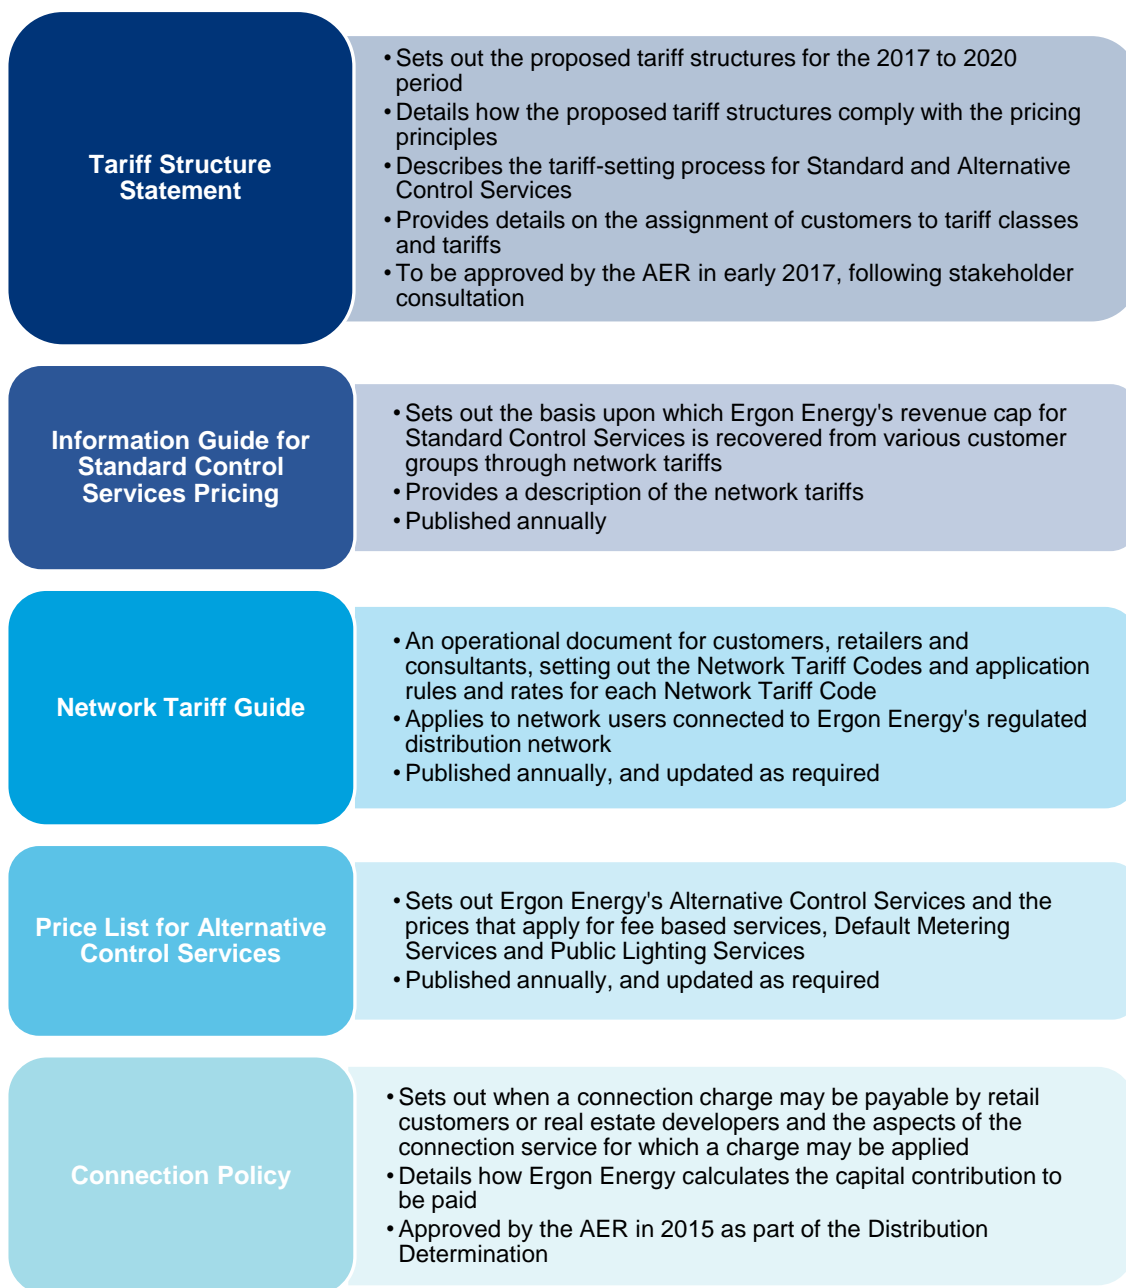 Tariff Structure
Statement
• Sets out the proposed tariff structures for the 2017 to 2020
period
• Details how the proposed tariff structures comply with the pricing
principles
• Describes the tariff-setting process for Standard and Alternative
Control Services
• Provides details on the assignment of customers to tariff classes
and tariffs
• To be approved by the AER in early 2017, following stakeholder
consultation
Information Guide for
Standard Control
Services Pricing
• Sets out the basis upon which Ergon Energy's revenue cap for
Standard Control Services is recovered from various customer
groups through network tariffs
• Provides a description of the network tariffs
• Published annually
Network Tariff Guide
• An operational document for customers, retailers and
consultants, setting out the Network Tariff Codes and application
rules and rates for each Network Tariff Code
• Applies to network users connected to Ergon Energy's regulated
distribution network
• Published annually, and updated as required
Price List for Alternative
Control Services
• Sets out Ergon Energy's Alternative Control Services and the
prices that apply for fee based services, Default Metering
Services and Public Lighting Services
• Published annually, and updated as required
Connection Policy
• Sets out when a connection charge may be payable by retail
customers or real estate developers and the aspects of the
connection service for which a charge may be applied
• Details how Ergon Energy calculates the capital contribution to
be paid
• Approved by the AER in 2015 as part of the Distribution
Determination